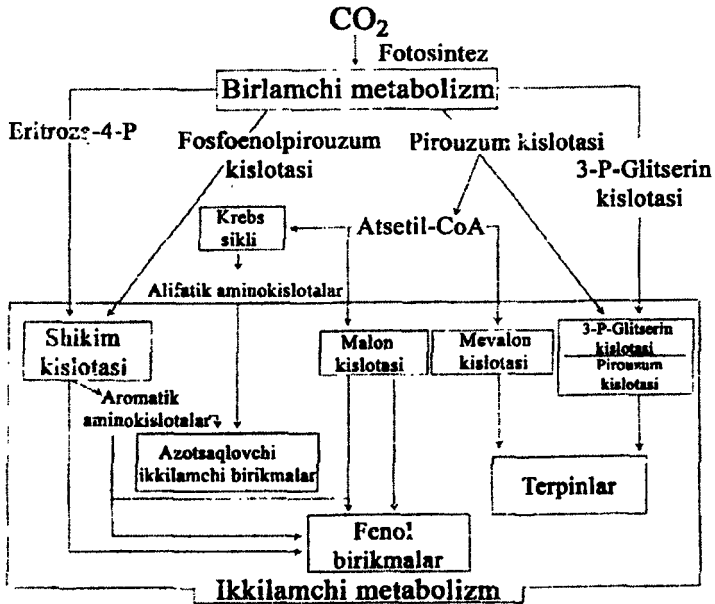 CO₂
Fotosintez
Birlamchi metabolizm
Eritroza-4-P
Fosfoenolpirouzum
kislotasi
Pirouzum kislotasi
3-P-Glitserin
kislotasi
Krebs
sikli
Atsetil-CoA
Alifatik aminokislotalar
Shikim
kislotasi
Malon
kislotasi
Mevalon
kislotasi
3-P-Glitserin
kislotasi
Pirouzum
kislotasi
Aromatik
aminokislotalar
Azotsaqlovchi
ikkilamchi birikmalar
Terpinlar
Fenol
birikmalar
Ikkilamchi metabolizm